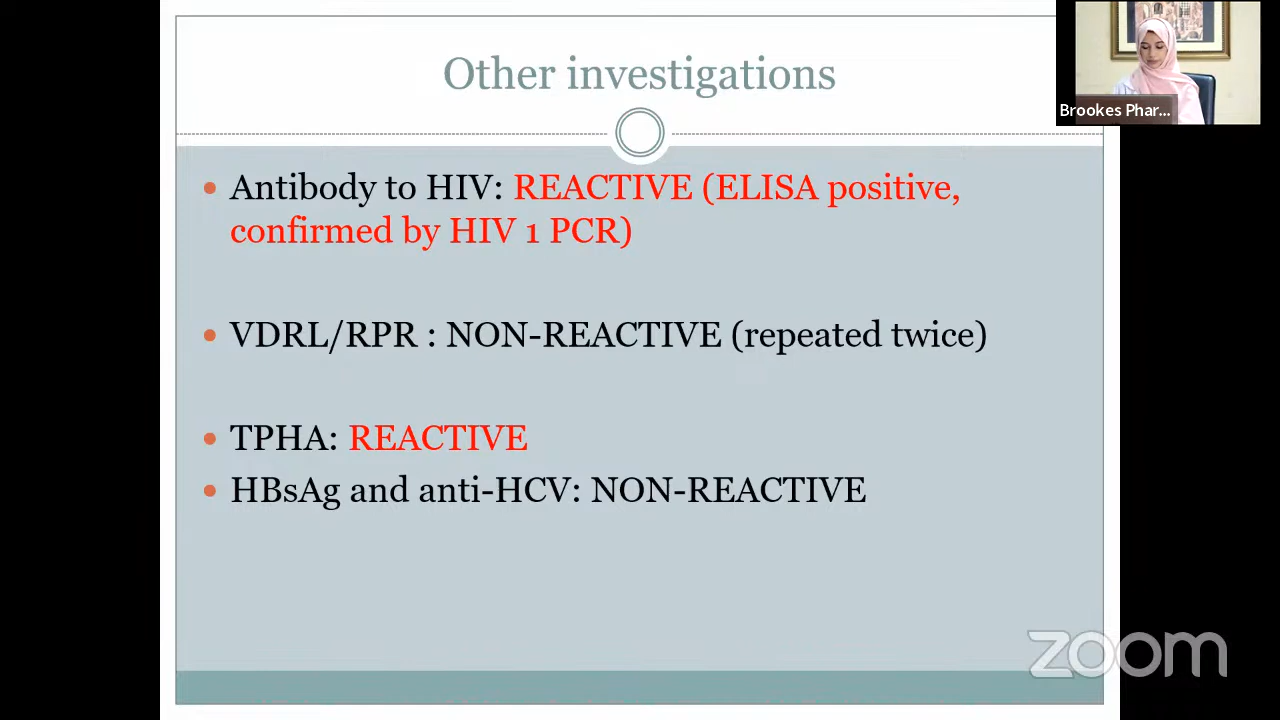 Other investigations
Brookes Phar...
Antibody to HIV: REACTIVE (ELISA positive,
confirmed by HIV 1 PCR)
VDRL/RPR : NON-REACTIVE (repeated twice)
TPHA: REACTIVE
HBsAg and anti-HCV: NON-REACTIVE
zoom